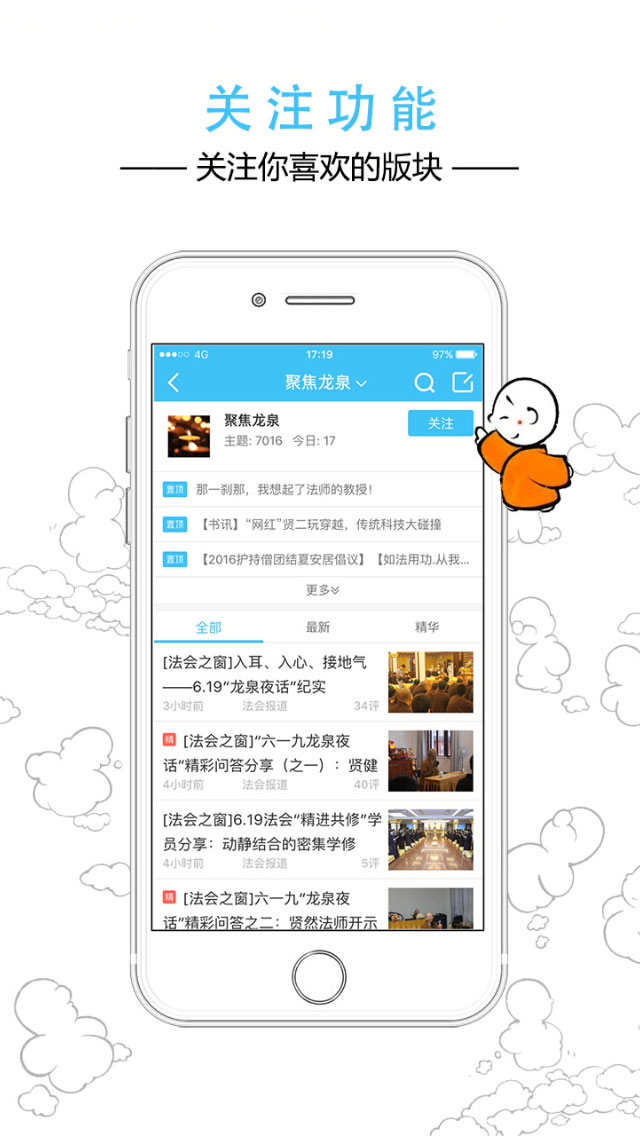 关注功能
关注你喜欢的版块
4G 17:19 97%
聚焦龙泉
聚焦龙泉
主题: 7016 今日: 17
关注
置顶 那一刹那，我想起了法师的教授！
置顶 【书讯】“网红”贤二玩穿越，传统科技大碰撞
置顶 【2016护持僧团结夏安居倡议】【如法用功.从我...
更多
全部 最新 精华
[法会之窗]入耳、入心、接地气
——6.19“龙泉夜话”纪实
3小时前 法会报道 34评
精 [法会之窗]“六一九龙泉夜
话”精彩问答分享（之一）：贤健
4小时前 法会报道 40评
[法会之窗]6.19法会“精进共修”学
员分享：动静结合的密集学修
4小时前 法会报道 5评
精 [法会之窗]六一九“龙泉夜
话”精彩问答之二：贤然法师开示